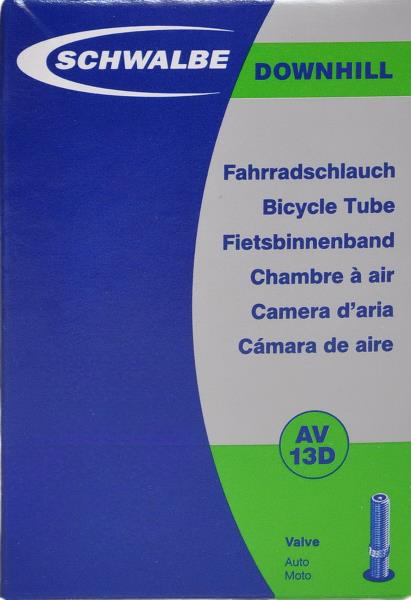 SCHWALBE
DOWNHILL
Fahrradschlauch
Bicycle Tube
Fietsbinnenband
Chambre à air
Camera d'aria
Cámara de aire
AV
13D
Valve
Auto
Moto